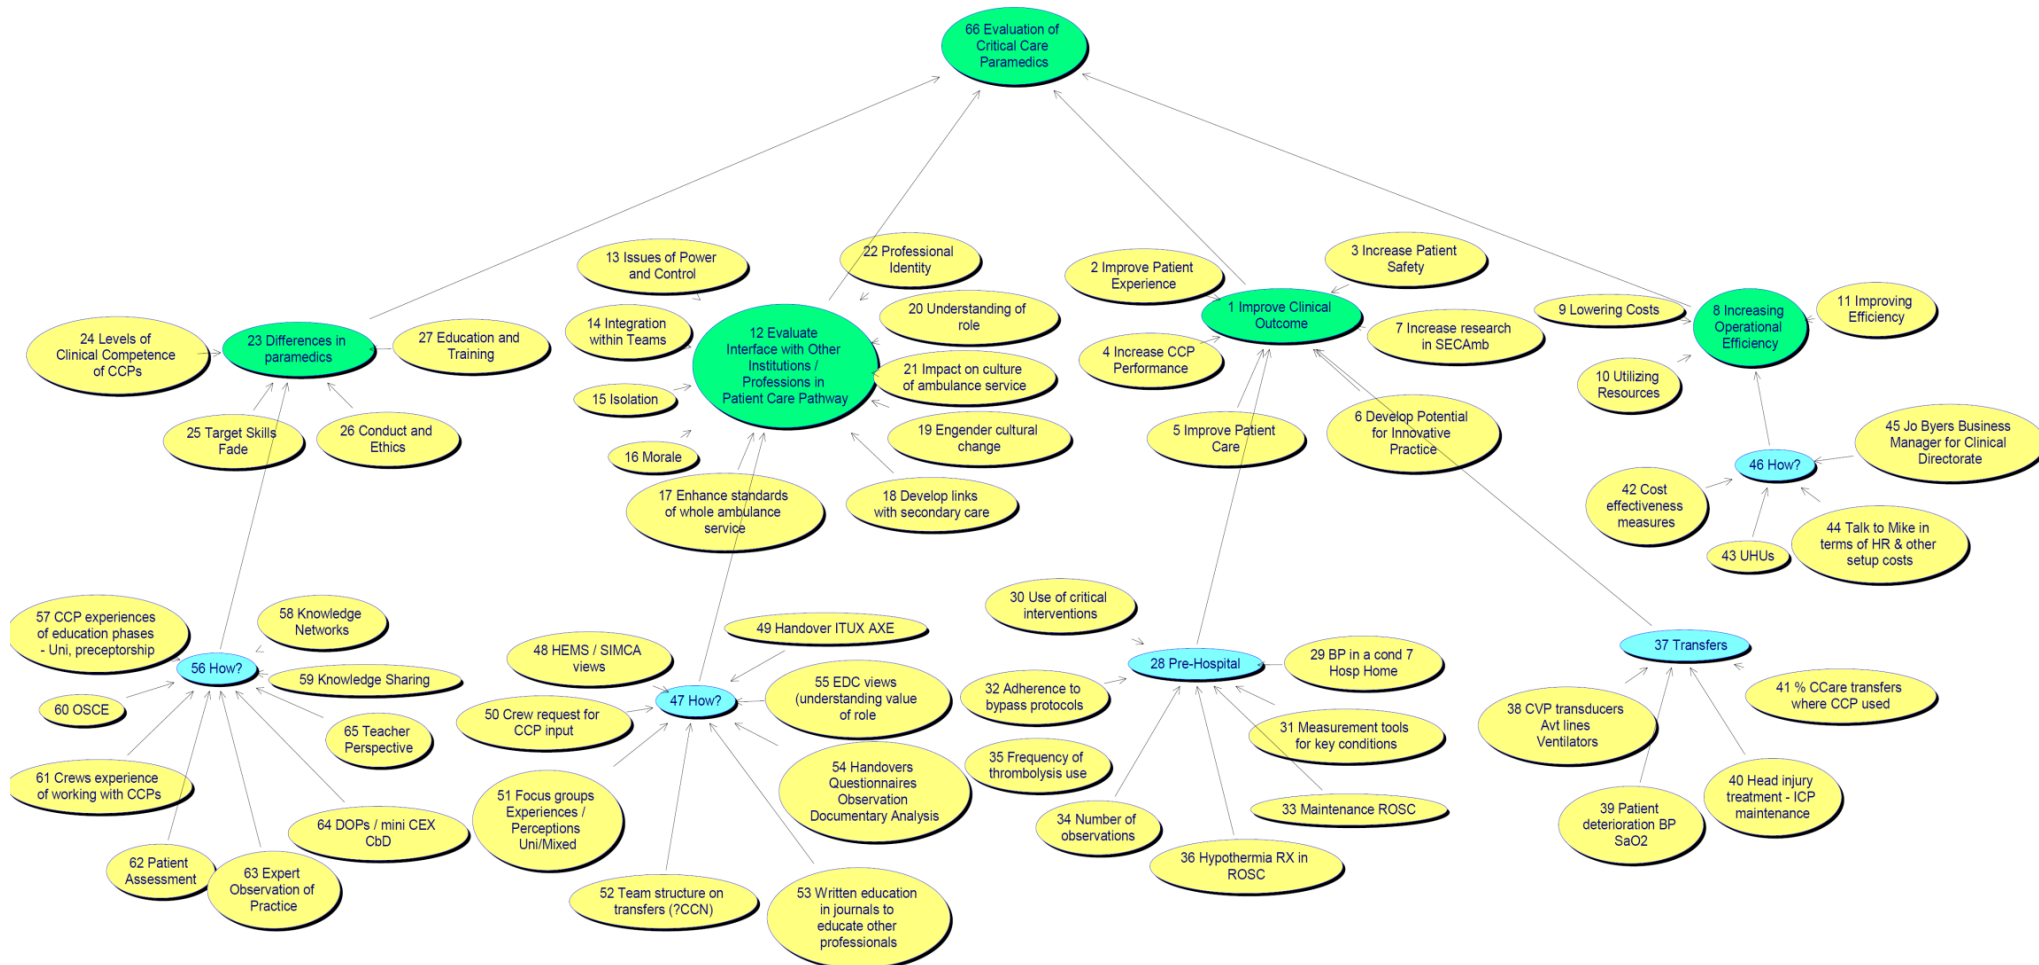 66 Evaluation of
Critical Care
Paramedics
13 Issues of Power
and Control
22 Professional
Identity
2 Improve Patient
Experience
3 Increase Patient
Safety
24 Levels of
Clinical Competence
of CCPs
23 Differences in
paramedics
27 Education and
Training
14 Integration
within Teams
12 Evaluate
Interface with Other
Institutions /
Professions in
Patient Care Pathway
20 Understanding of
role
1 Improve Clinical
Outcome
7 Increase research
in SECAmb
9 Lowering Costs
8 Increasing
Operational
Efficiency
11 Improving
Efficiency
4 Increase CCP
Performance
21 Impact on culture
of ambulance service
10 Utilizing
Resources
15 Isolation
25 Target Skills
Fade
26 Conduct and
Ethics
16 Morale
19 Engender cultural
change
5 Improve Patient
Care
6 Develop Potential
for Innovative
Practice
45 Jo Byers Business
Manager for Clinical
Directorate
46 How?
17 Enhance standards
of whole ambulance
service
18 Develop links
with secondary care
42 Cost
effectiveness
measures
43 UHUs
44 Talk to Mike in
terms of HR & other
setup costs
57 CCP experiences
of education phases
- Uni, preceptorship
58 Knowledge
Networks
56 How?
59 Knowledge Sharing
60 OSCE
65 Teacher
Perspective
61 Crews experience
of working with CCPs
64 DOPs / mini CEX
CbD
62 Patient
Assessment
63 Expert
Observation of
Practice
48 HEMS / SIMCA
views
49 Handover ITUX AXE
47 How?
55 EDC views
(understanding value
of role
50 Crew request for
CCP input
51 Focus groups
Experiences /
Perceptions
Uni/Mixed
54 Handovers
Questionnaires
Observation
Documentary Analysis
52 Team structure on
transfers (?CCN)
53 Written education
in journals to
educate other
professionals
30 Use of critical
interventions
28 Pre-Hospital
29 BP in a cond 7
Hosp Home
32 Adherence to
bypass protocols
31 Measurement tools
for key conditions
35 Frequency of
thrombolysis use
33 Maintenance ROSC
34 Number of
observations
36 Hypothermia RX in
ROSC
37 Transfers
41 % CCare transfers
where CCP used
38 CVP transducers
Avt lines
Ventilators
40 Head injury
treatment - ICP
maintenance
39 Patient
deterioration BP
SaO2